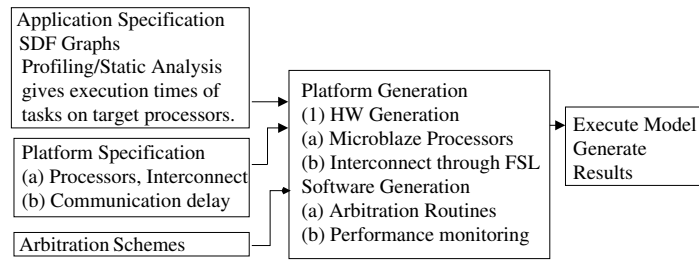 Application Specification
SDF Graphs
Profiling/Static Analysis
gives execution times of
tasks on target processors.
Platform Specification
(a) Processors, Interconnect
(b) Communication delay
Arbitration Schemes
Platform Generation
(1) HW Generation
(a) Microblaze Processors
(b) Interconnect through FSL
Software Generation
(a) Arbitration Routines
(b) Performance monitoring
Execute Model
Generate
Results